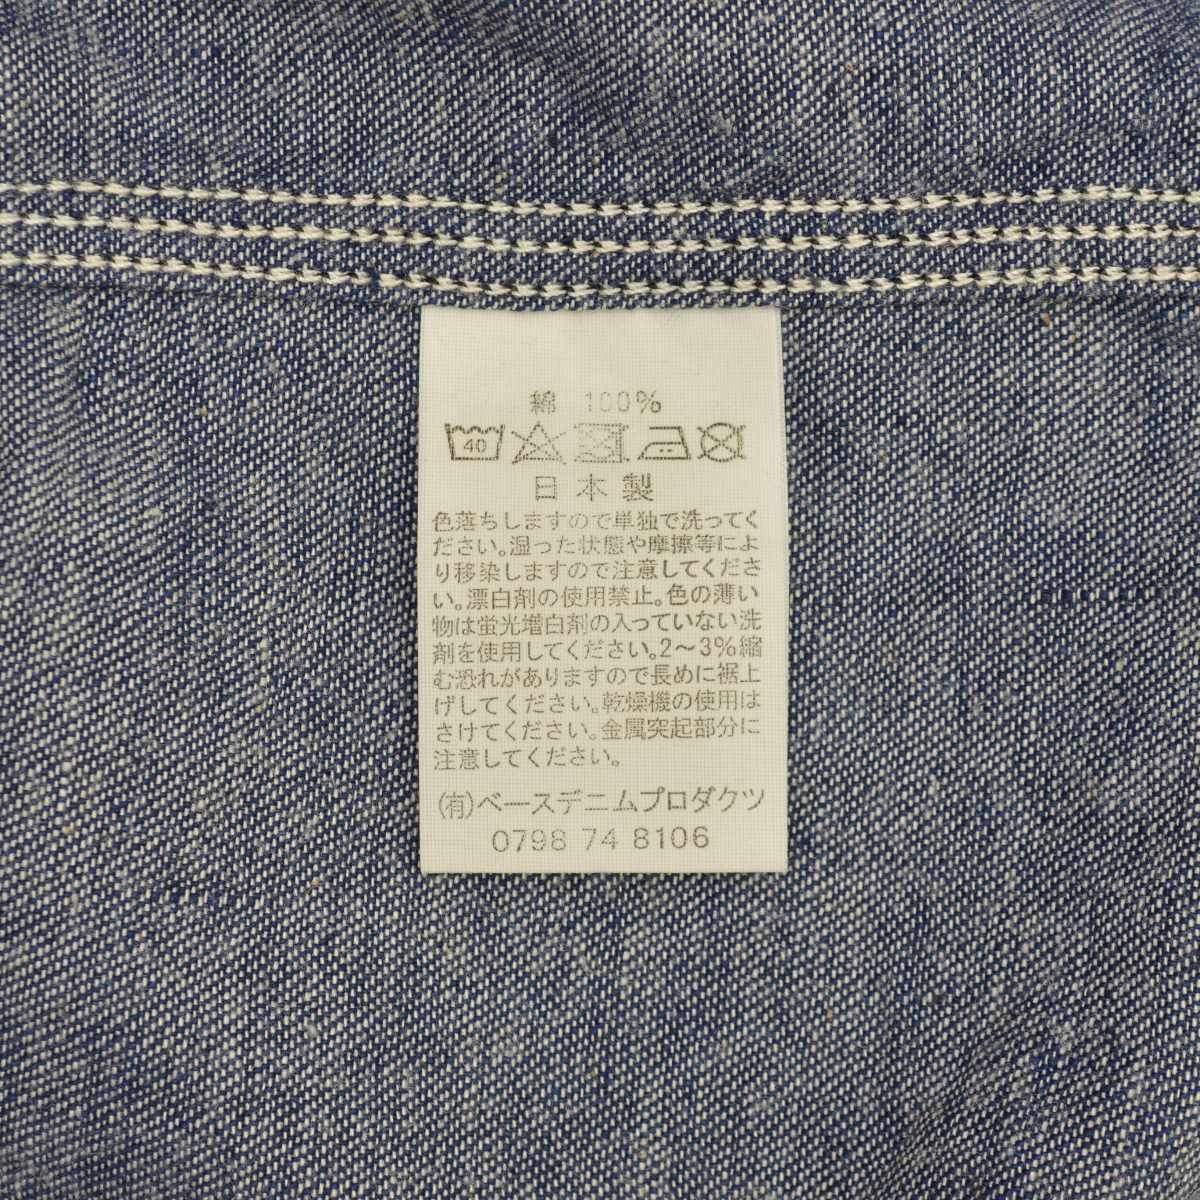 綿 100%
40
日本製
色落ちしますので単独で洗ってく
ださい。湿った状態や摩擦等によ
り移染しますので注意してくださ
い。漂白剤の使用禁止。色の薄い
物は蛍光増白剤の入っていない洗
剤を使用してください。2～3%縮
む恐れがありますので長めに裾上
げしてください。乾燥機の使用は
さけてください。金属突起部分に
注意してください。
(有)ベースデニムプロダクツ
0798 74 8106